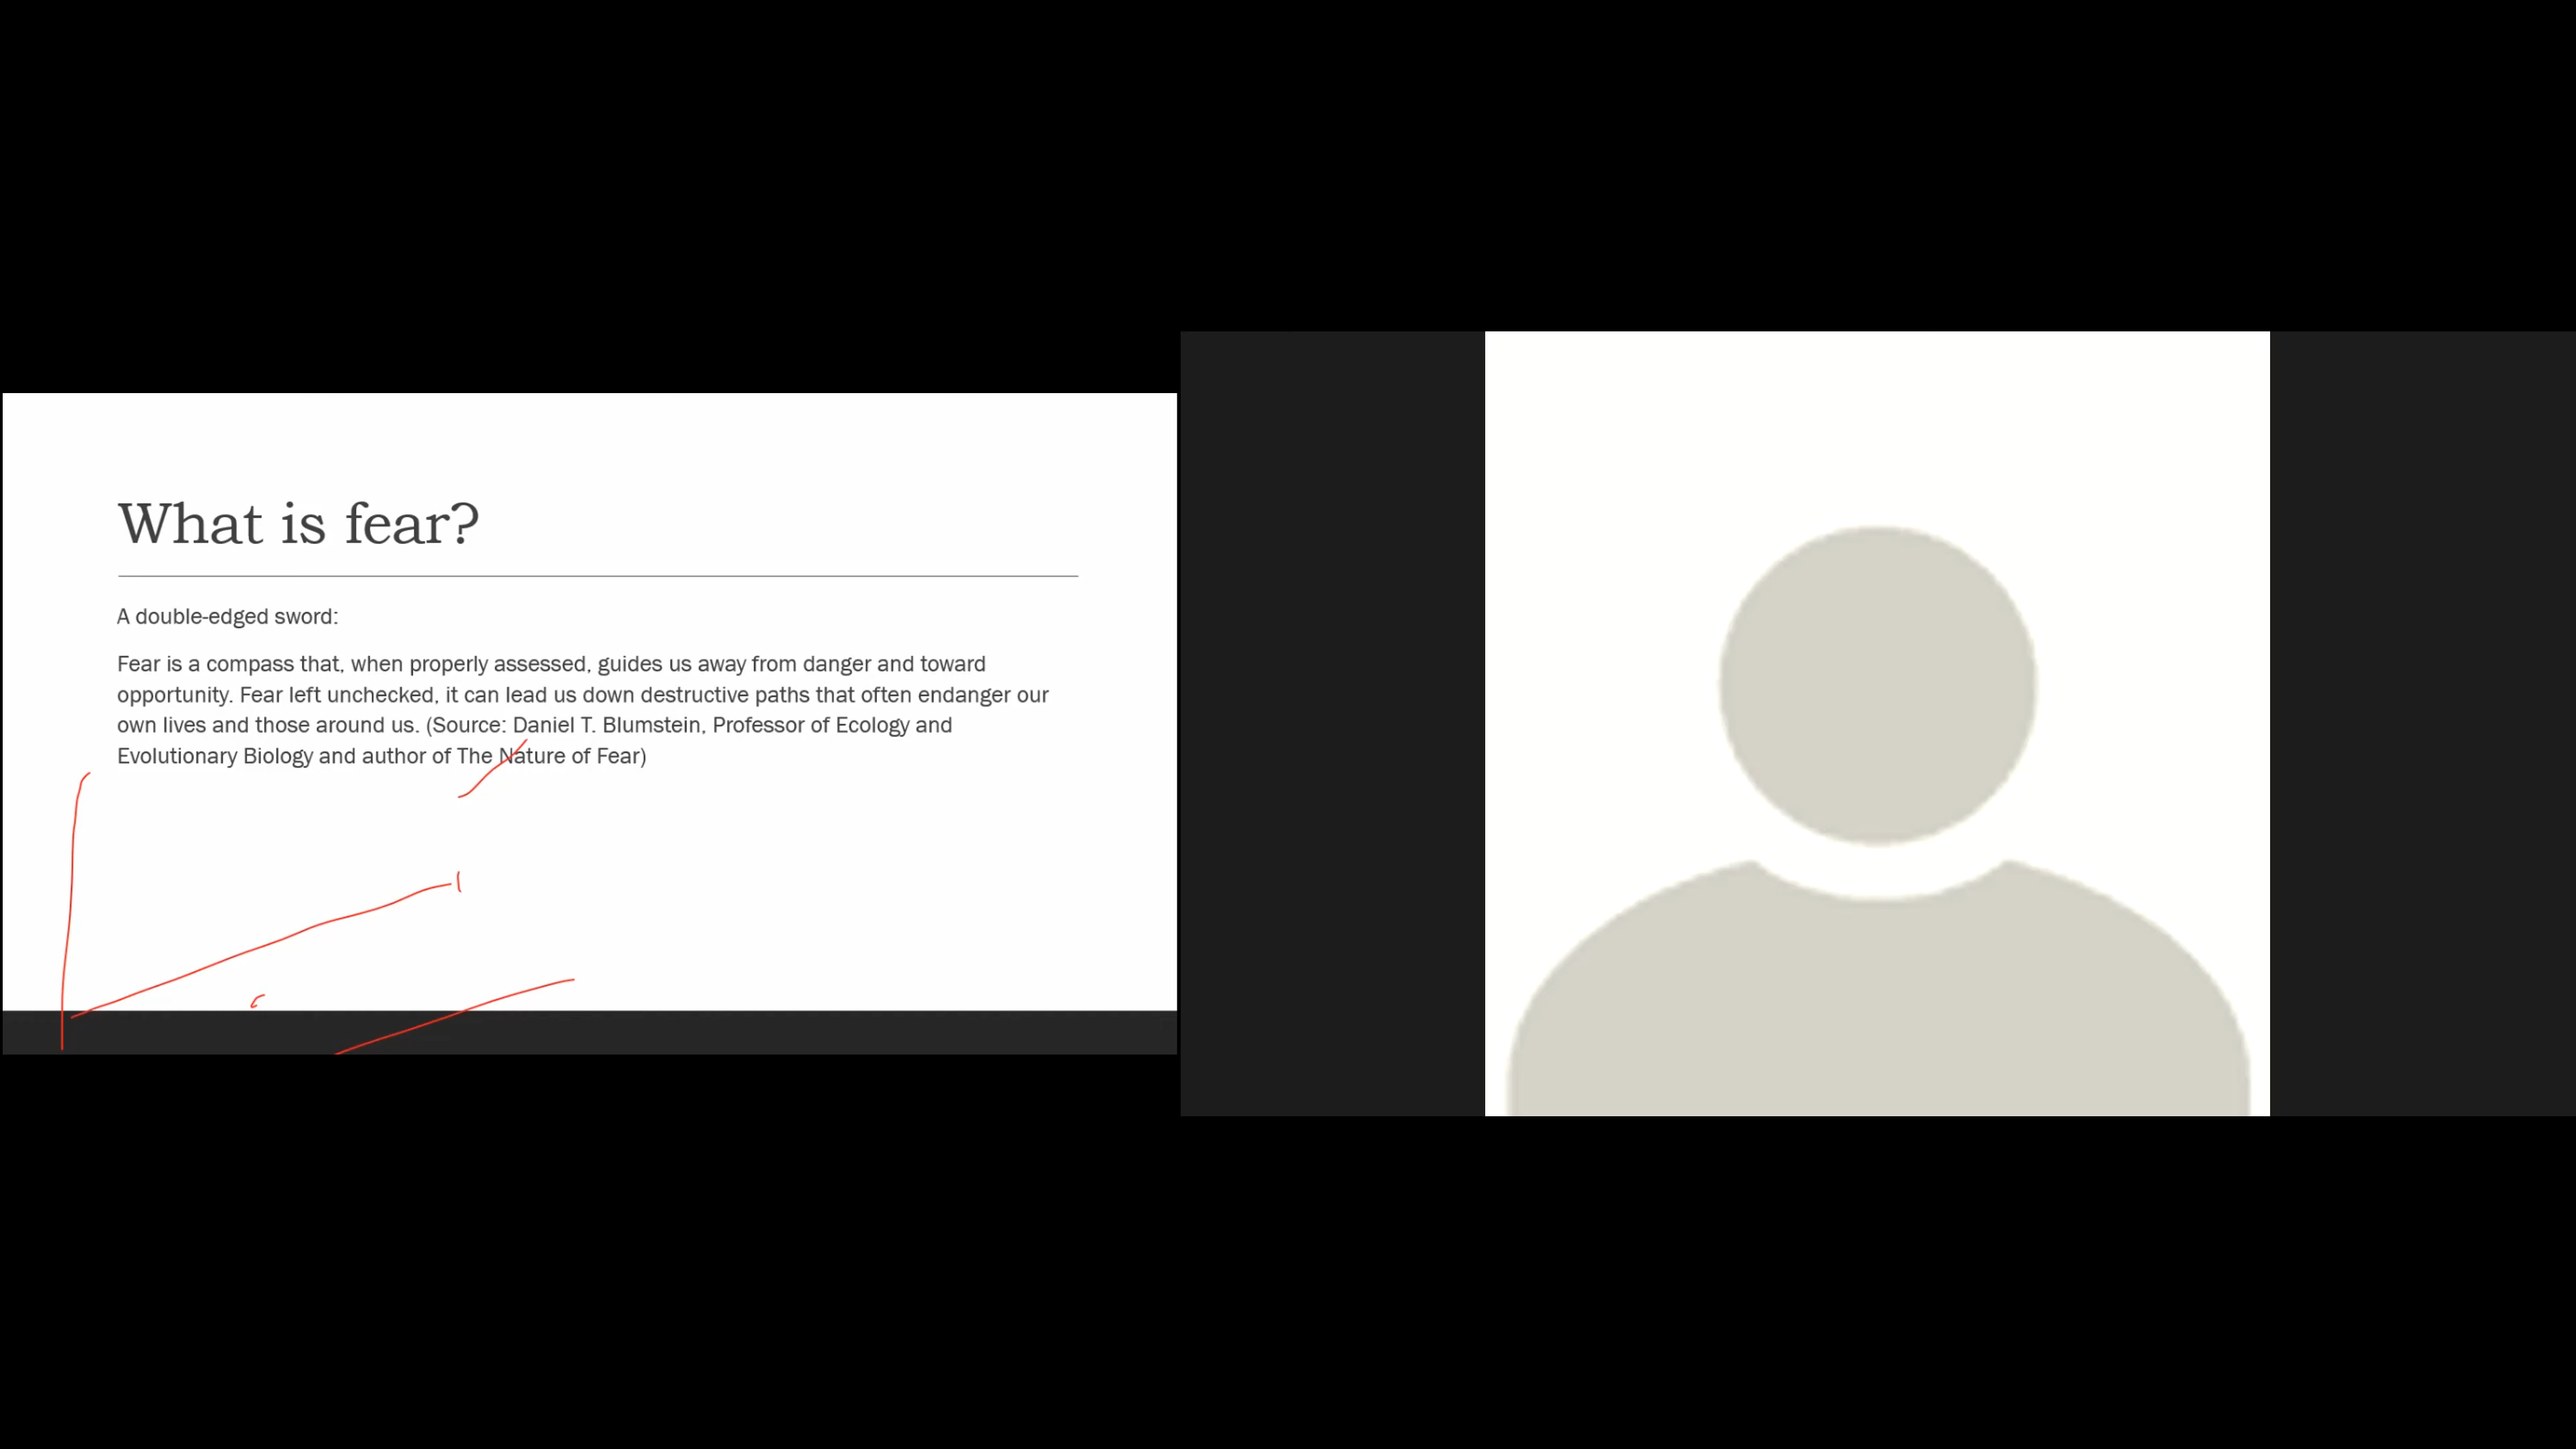 What is fear?
A double-edged sword:
Fear is a compass that, when properly assessed, guides us away from danger and toward
opportunity. Fear left unchecked, it can lead us down destructive paths that often endanger our
own lives and those around us. (Source: Daniel T. Blumstein, Professor of Ecology and
Evolutionary Biology and author of The Nature of Fear)